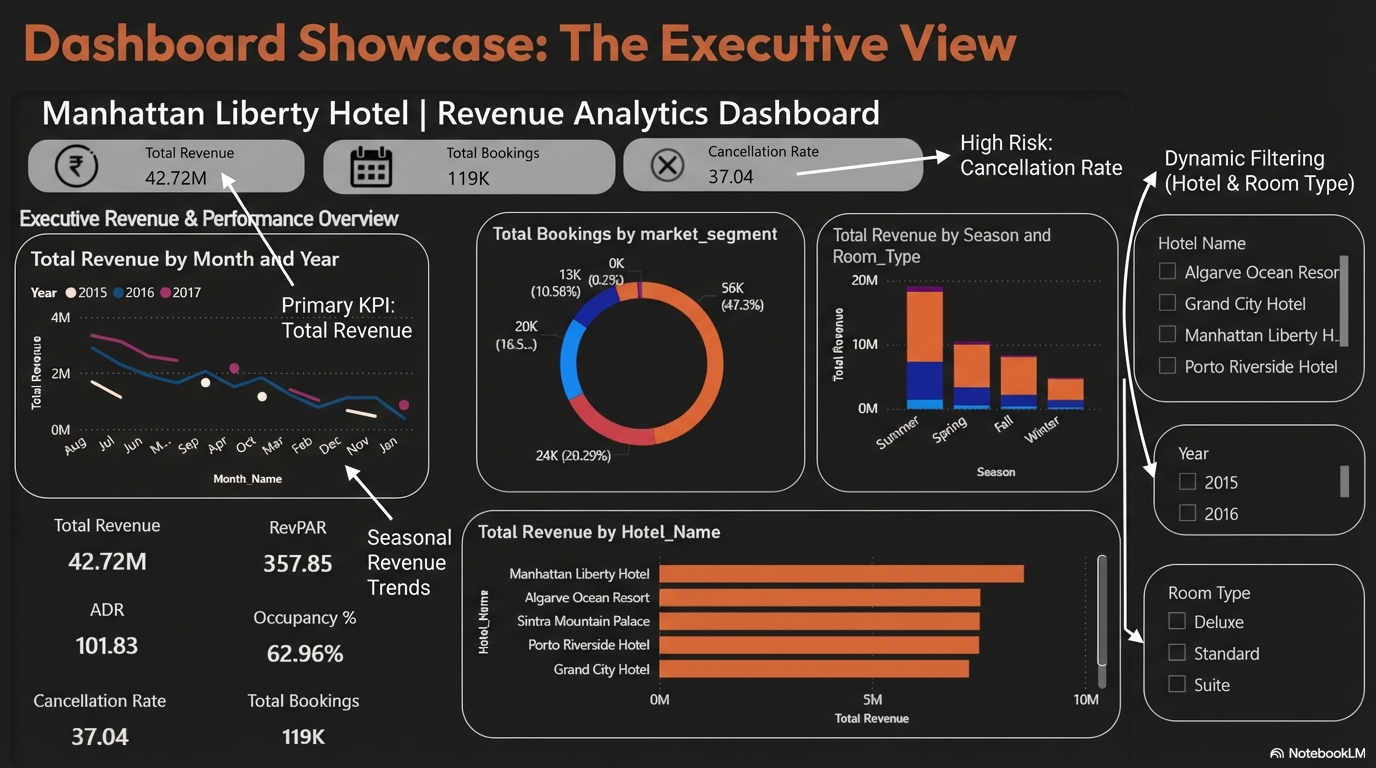 Dashboard Showcase: The Executive View
Manhattan Liberty Hotel | Revenue Analytics Dashboard
₹
Total Revenue
42.72M
Total Bookings
119K
Cancellation Rate
37.04
High Risk:
Cancellation Rate
Dynamic Filtering
(Hotel & Room Type)
Executive Revenue & Performance Overview
Total Revenue by Month and Year
Year 2015 2016 2017
Primary KPI:
Total Revenue
4M
2M
0M
Total Revenue
Aug Jul Jun M... Sep Apr Oct Mar Feb Dec Nov Jan
Month_Name
Seasonal
Revenue
Trends
Total Bookings by market_segment
0K
(0.2%)
13K
(10.56%)
56K
(47.3%)
20K
(16.5...)
24K (20.29%)
Total Revenue by Season and
Room_Type
20M
10M
0M
Total Revenue
Summer Spring Fall Winter
Season
Hotel Name
Algarve Ocean Resor
Grand City Hotel
Manhattan Liberty H..
Porto Riverside Hotel
Year
2015
2016
Room Type
Deluxe
Standard
Suite
Total Revenue
42.72M
RevPAR
357.85
ADR
101.83
Occupancy %
62.96%
Cancellation Rate
37.04
Total Bookings
119K
Total Revenue by Hotel_Name
Hotel_Name
Manhattan Liberty Hotel
Algarve Ocean Resort
Sintra Mountain Palace
Porto Riverside Hotel
Grand City Hotel
0M 5M 10M
Total Revenue
NotebookLM